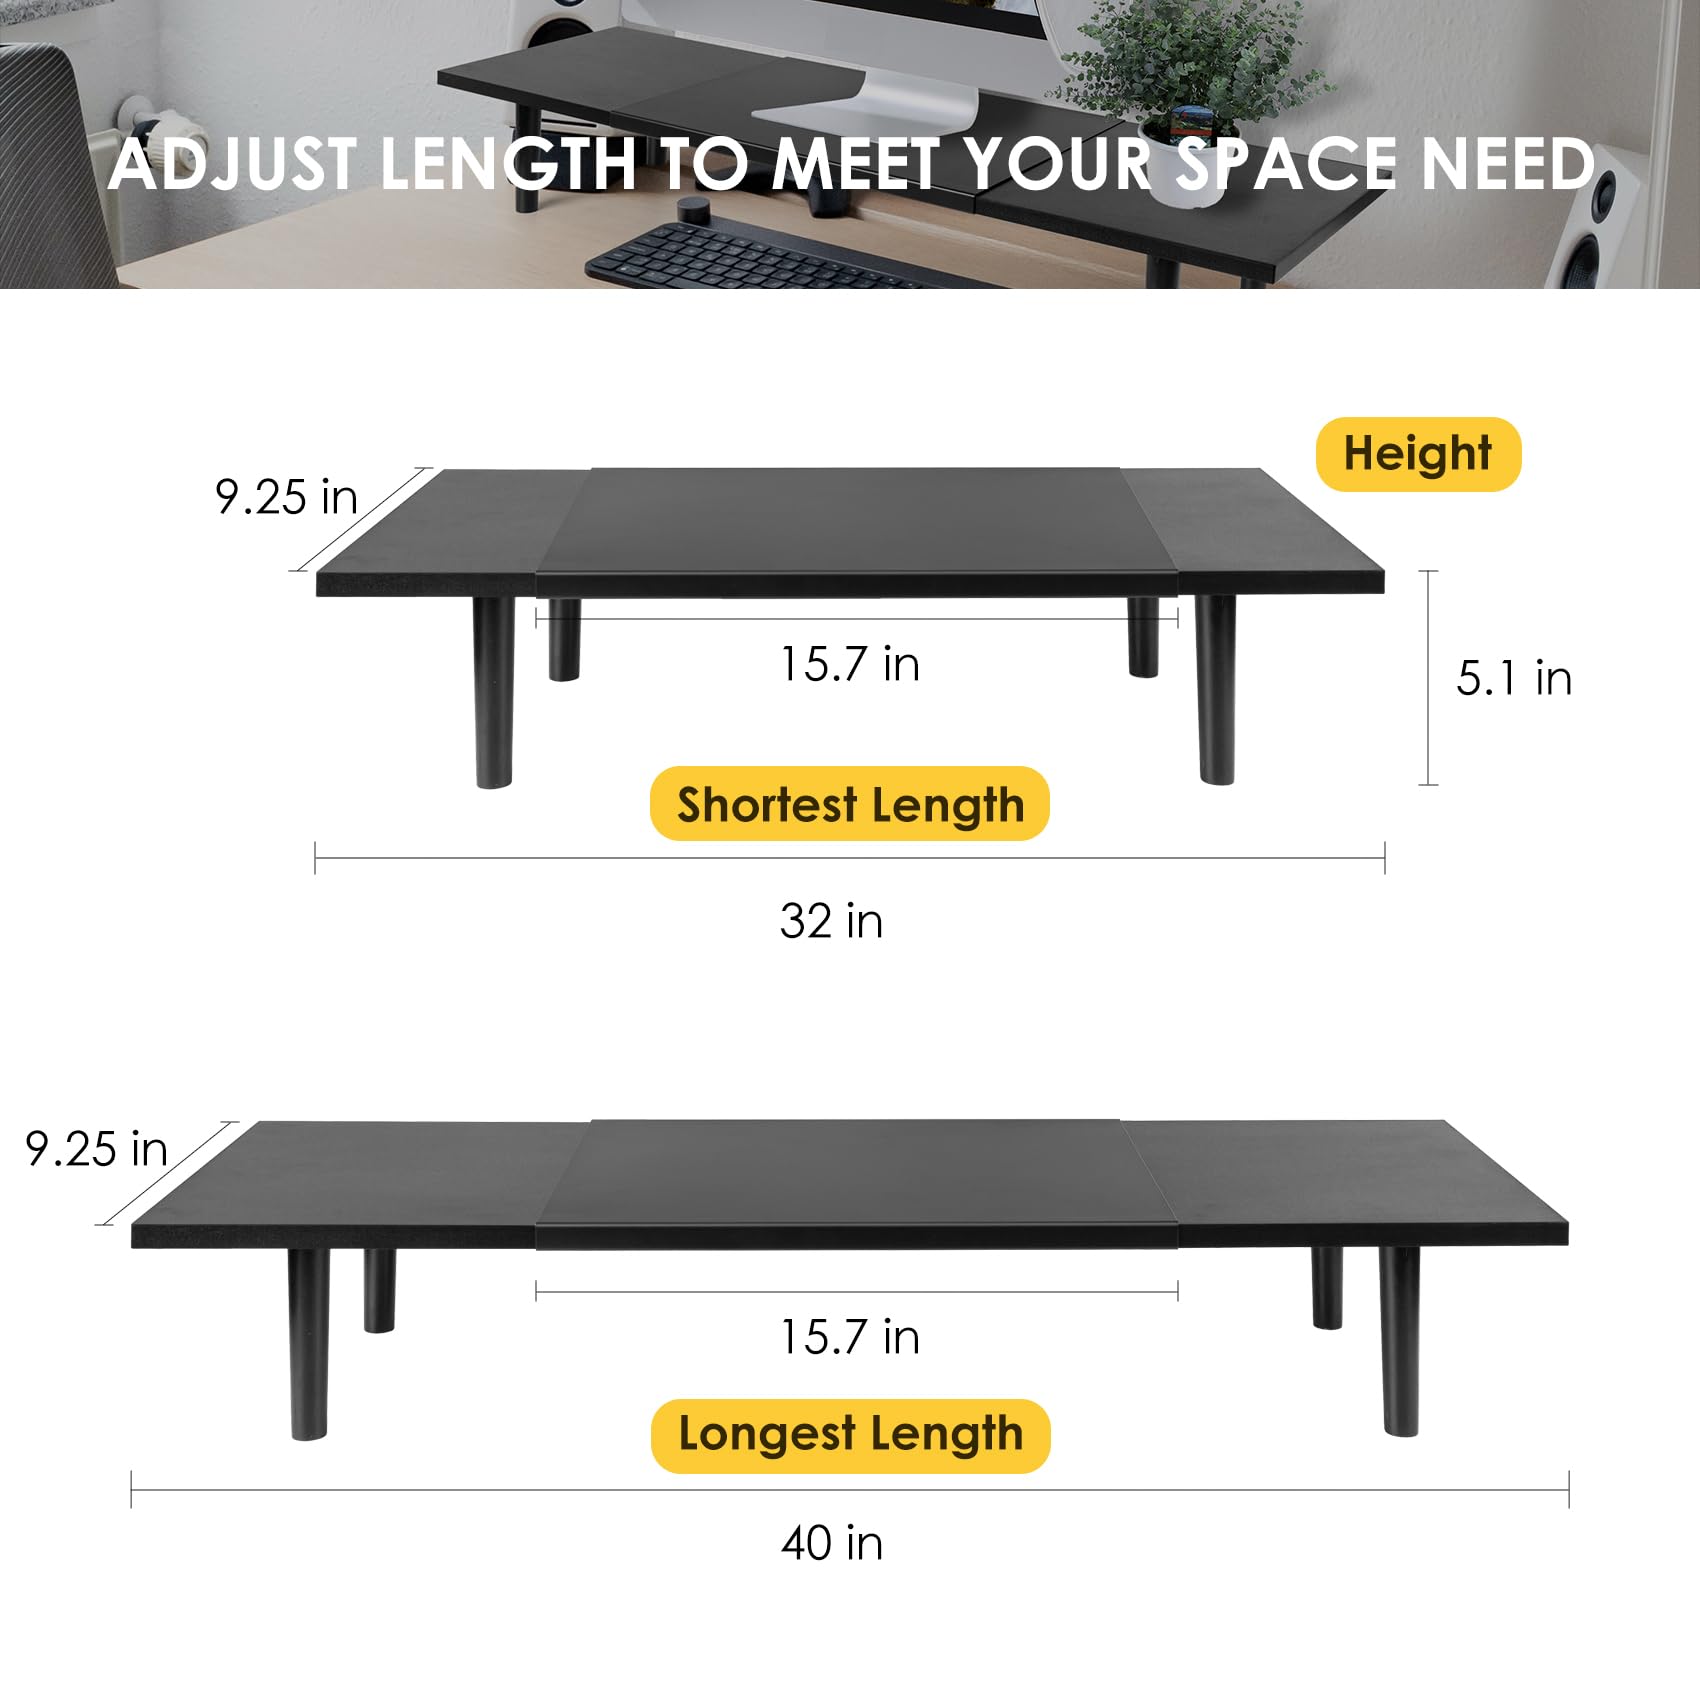 ADJUST LENGTH TO MEET YOUR SPACE NEED
Height
9.25 in
15.7 in
5.1 in
Shortest Length
32 in
9.25 in
15.7 in
Longest Length
40 in